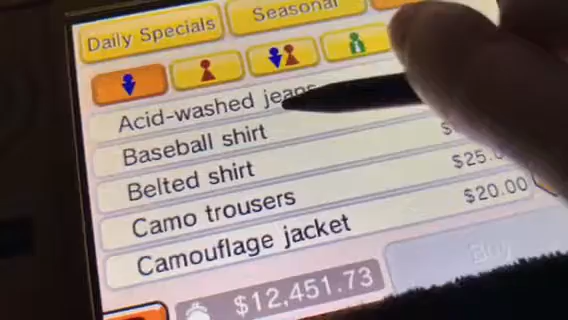 Daily Specials
Seasonal
Acid-washed jeans
Baseball shirt
Belted shirt
Camo trousers $25.
Camouflage jacket $20.00
Buy
$12,451.73